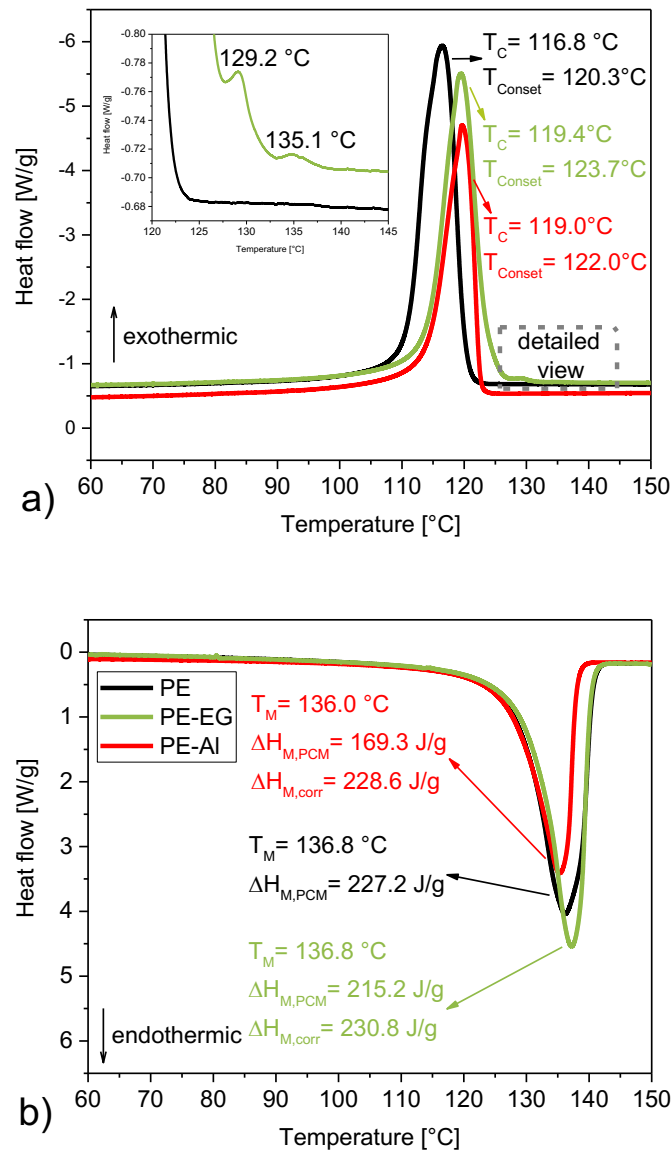 -6
-5
-4
-3
-2
-1
0
Heat flow [W/g]
-0.80
-0.76
-0.72
-0.68
Heat flow [W/g]
129.2 °C
135.1 °C
120 125 130 135 140 145
Temperature [°C]
T_C= 116.8 °C
T_Conset= 120.3°C
T_C= 119.4°C
T_Conset= 123.7°C
T_C= 119.0°C
T_Conset= 122.0°C
exothermic
detailed
view
60 70 80 90 100 110 120 130 140 150
Temperature [°C]
a)
0
1
2
3
4
5
6
Heat flow [W/g]
PE
PE-EG
PE-Al
T_M= 136.0 °C
ΔH_M,PCM= 169.3 J/g
ΔH_M,corr= 228.6 J/g
T_M= 136.8 °C
ΔH_M,PCM= 227.2 J/g
T_M= 136.8 °C
ΔH_M,PCM= 215.2 J/g
ΔH_M,corr= 230.8 J/g
endothermic
60 70 80 90 100 110 120 130 140 150
Temperature [°C]
b)